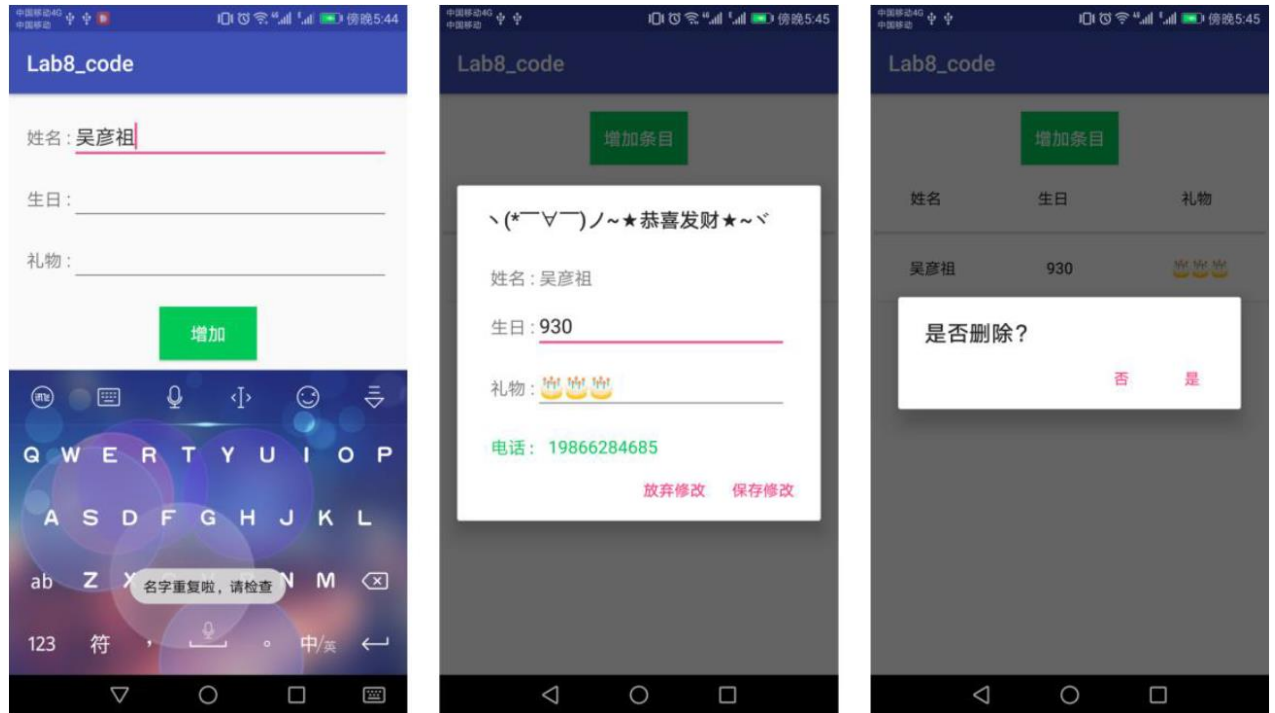 中国移动4G
中国移动
傍晚5:44
Lab8_code
姓名 : 吴彦祖
生日 :
礼物 :
增加
Q W E R T Y U I O P
A S D F G H J K L
ab Z X N M
名字重复啦，请检查
123 符 ， 。 中/英
中国移动4G
中国移动
傍晚5:45
Lab8_code
增加条目
ヽ(*￣∀￣)ノ~★恭喜发财★~ヾ
姓名 : 吴彦祖
生日 : 930
礼物 : 🎂🎂🎂
电话： 19866284685
放弃修改 保存修改
中国移动4G
中国移动
傍晚5:45
Lab8_code
增加条目
姓名 生日 礼物
吴彦祖 930 🎂🎂🎂
是否删除？
否 是